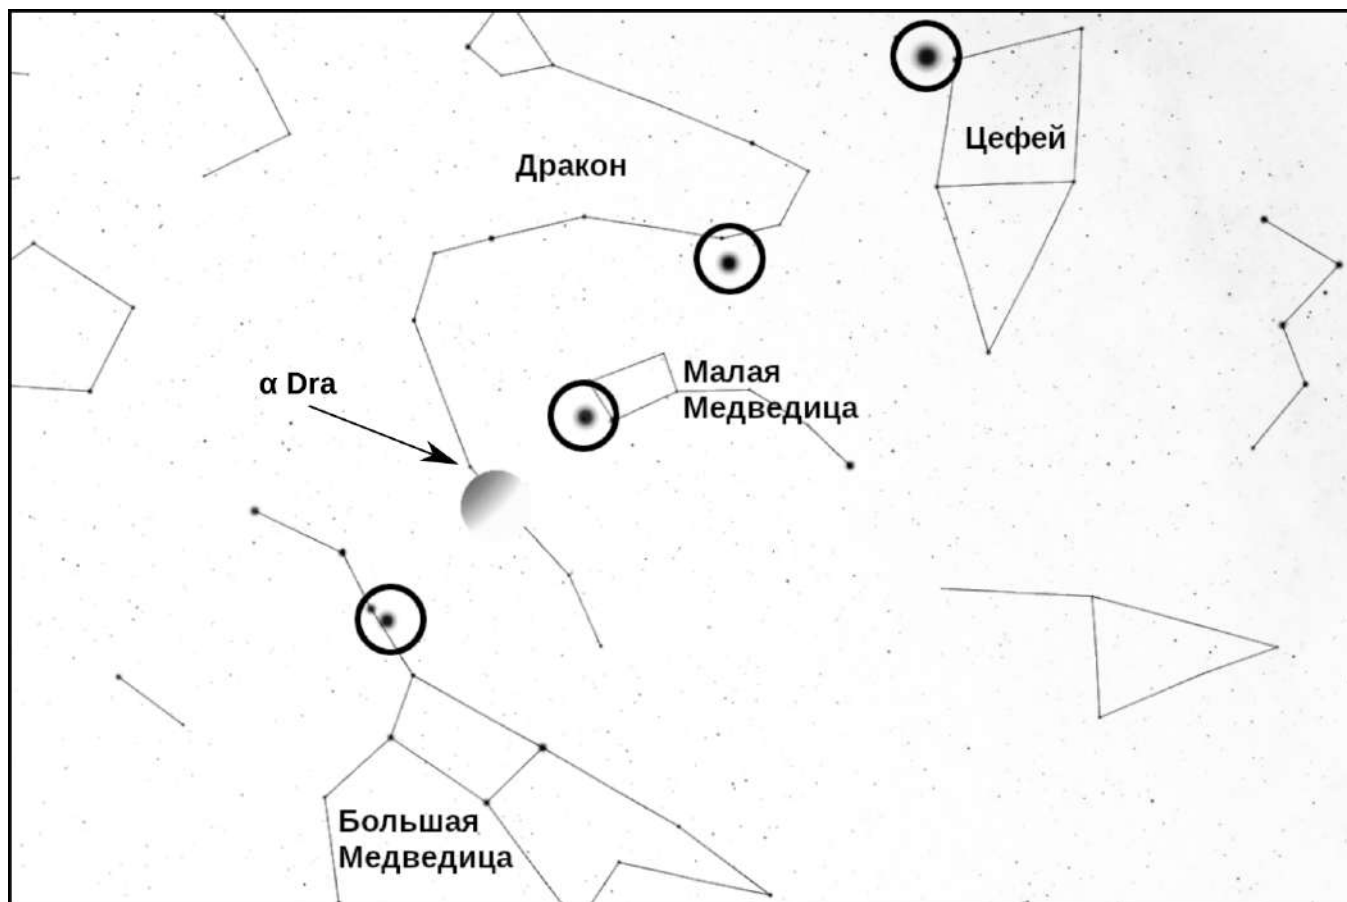 Цефей
Дракон
Малая
Медведица
α Dra
Большая
Медведица